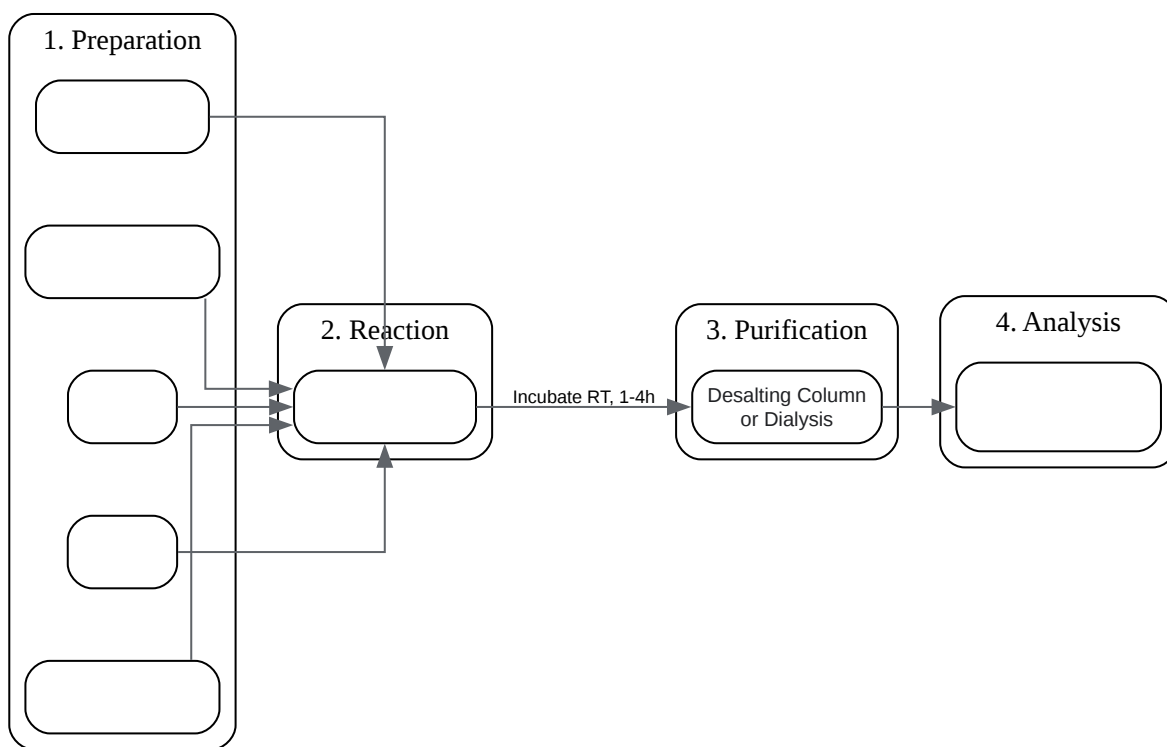 1. Preparation
2. Reaction
Incubate RT, 1-4h
3. Purification
Desalting Column
or Dialysis
4. Analysis